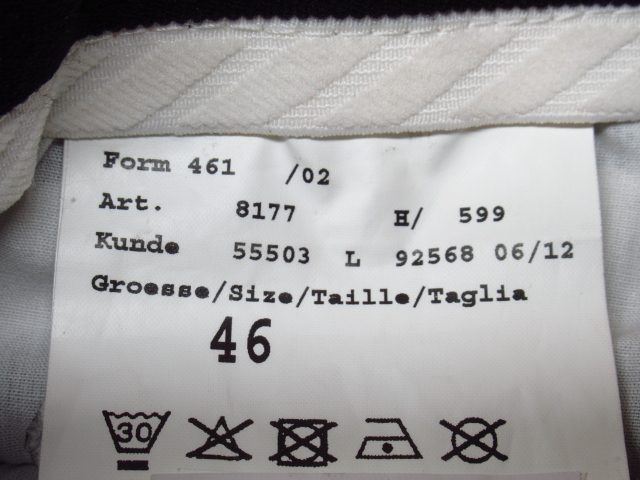 Form 461 /02
Art. 8177 H/ 599
Kunde 55503 L 92568 06/12
Groesse/Size/Taille/Taglia
46
30